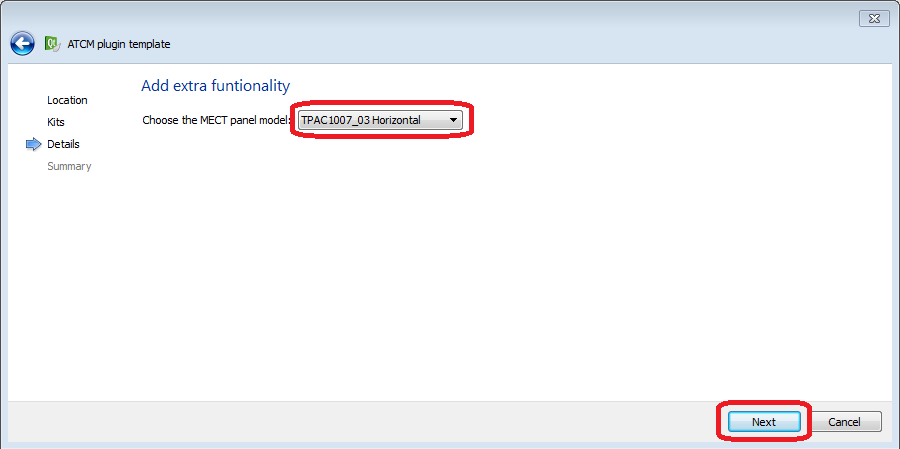 ATCM plugin template
Location
Kits
Details
Summary
Add extra funtionality
Choose the MECT panel model: TPAC1007_03 Horizontal
Next
Cancel